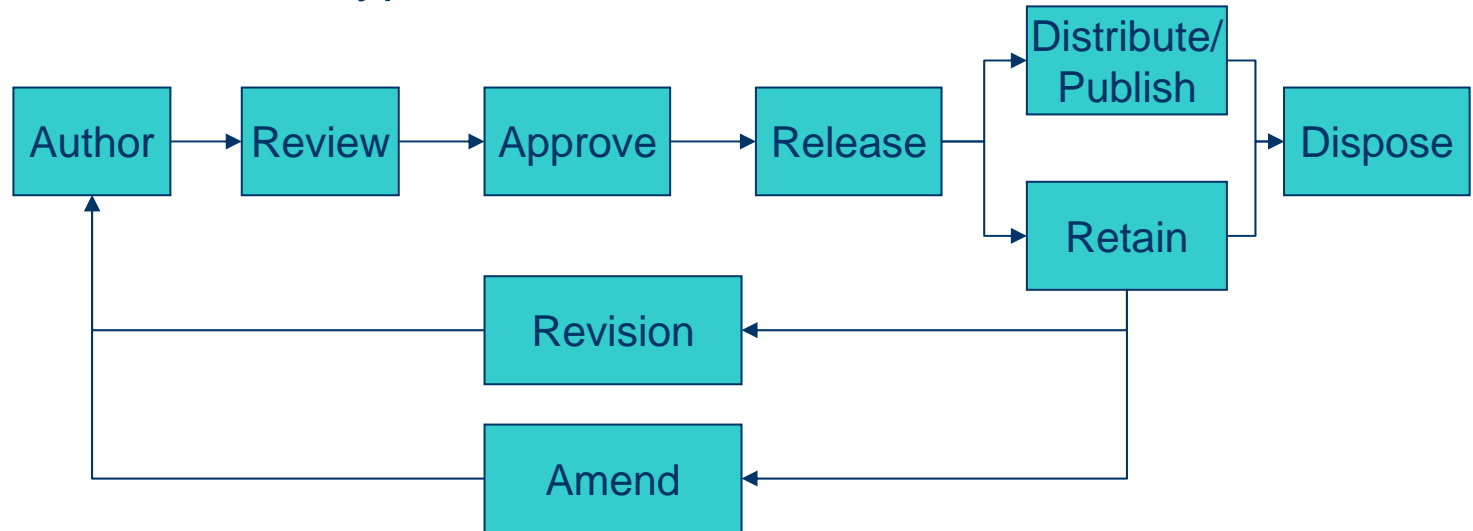 Distribute/
Publish
Author
Review
Approve
Release
Dispose
Retain
Revision
Amend